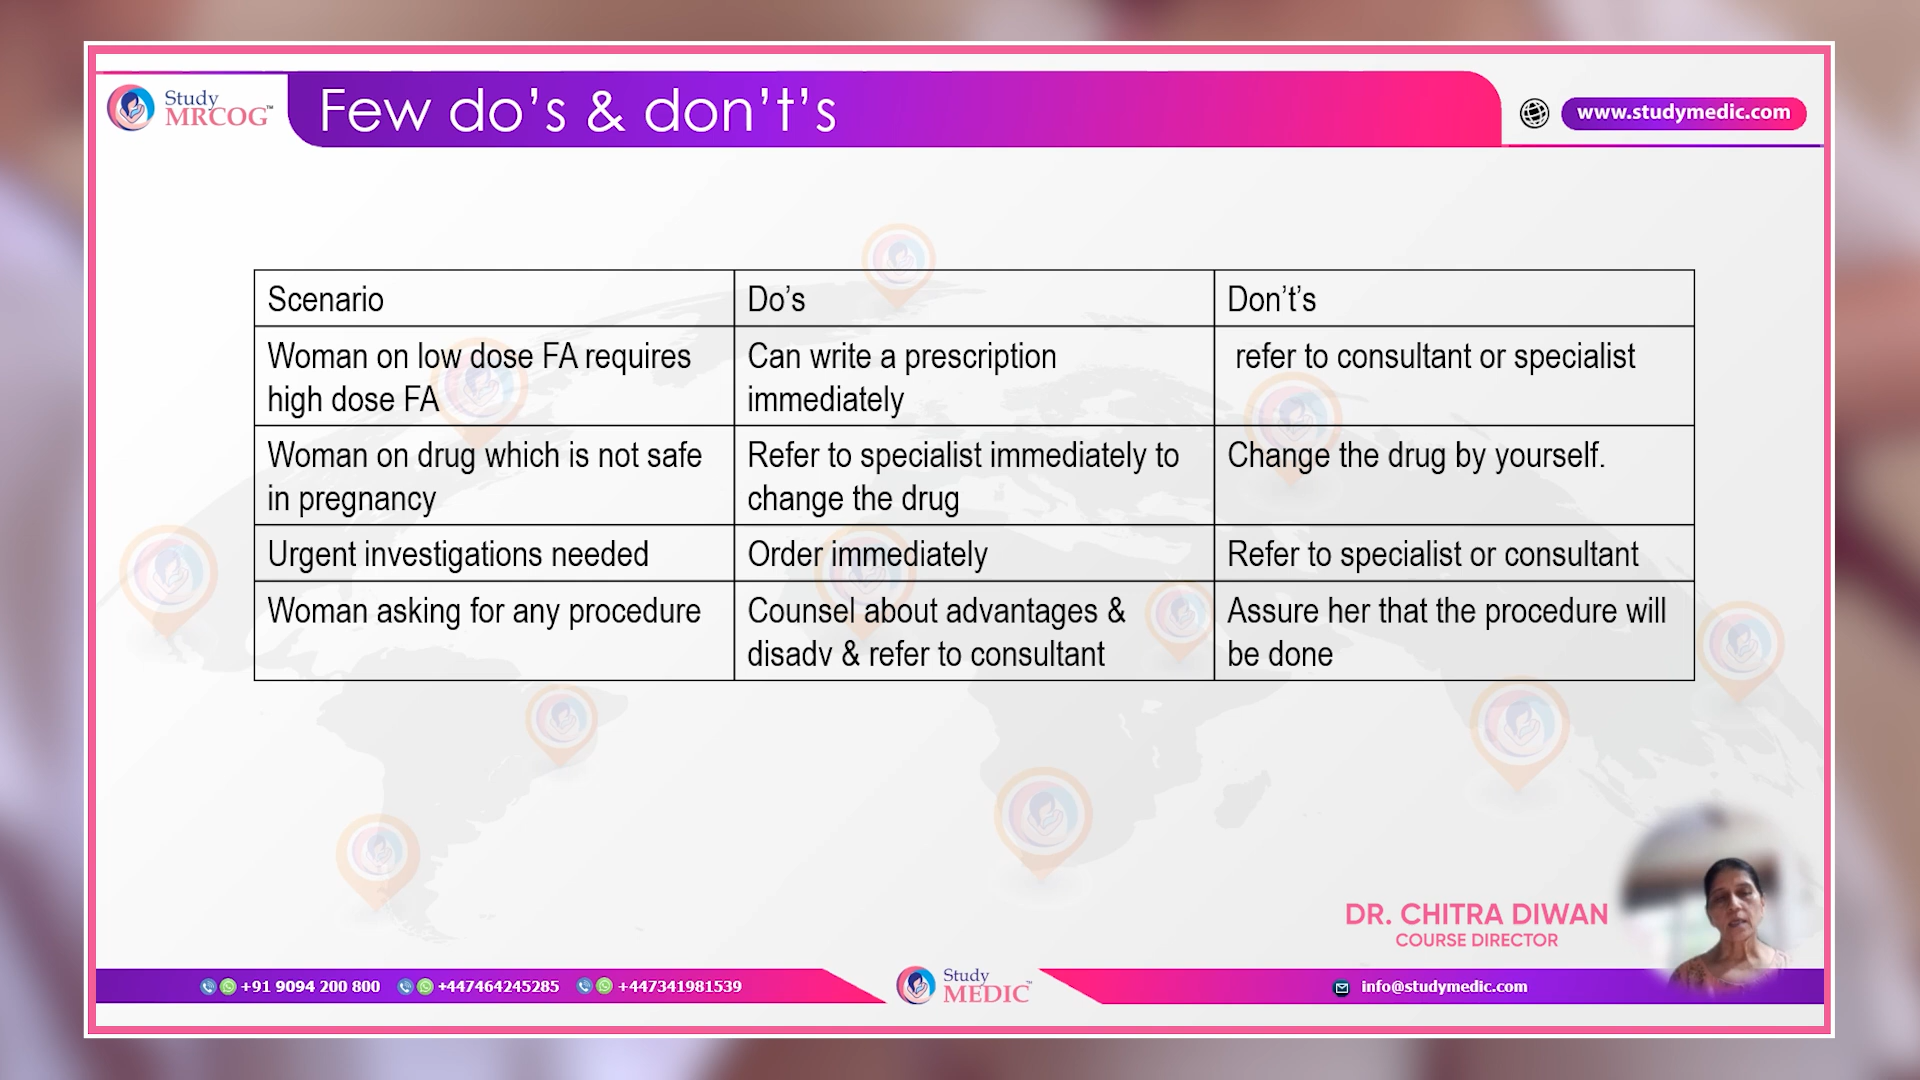 Study
MRCOG™
Few do’s & don’t’s
www.studymedic.com
Scenario
Do’s
Don’t’s
Woman on low dose FA requires
high dose FA
Can write a prescription
immediately
refer to consultant or specialist
Woman on drug which is not safe
in pregnancy
Refer to specialist immediately to
change the drug
Change the drug by yourself.
Urgent investigations needed
Order immediately
Refer to specialist or consultant
Woman asking for any procedure
Counsel about advantages &
disadv & refer to consultant
Assure her that the procedure will
be done
DR. CHITRA DIWAN
COURSE DIRECTOR
+91 9094 200 800
+447464245285
+447341981539
Study
MEDIC™
info@studymedic.com